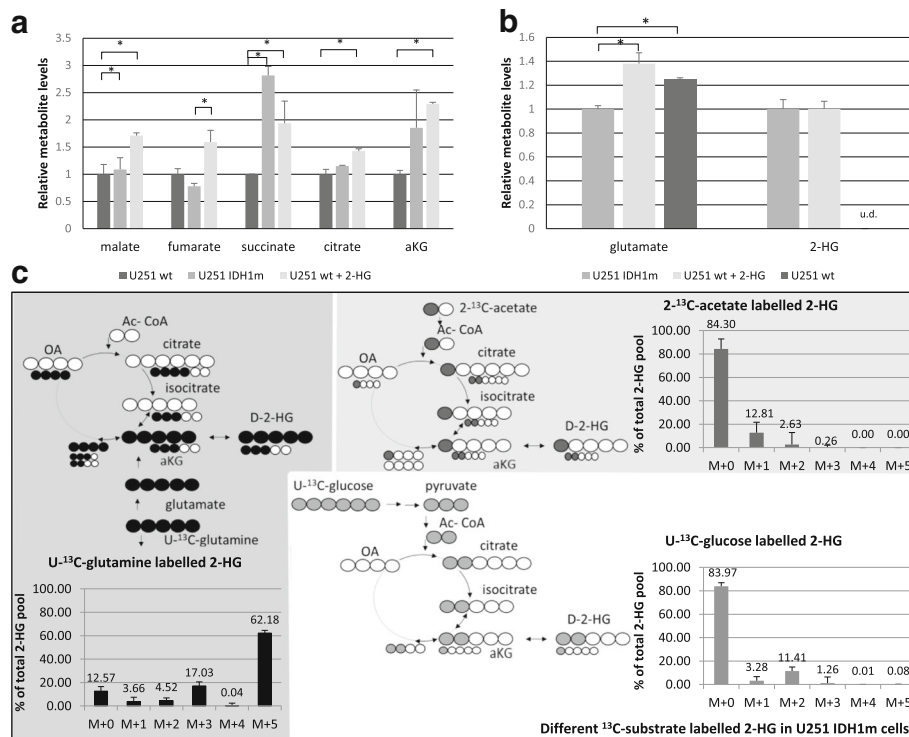 a
Relative metabolite levels
3.5
3
2.5
2
1.5
1
0.5
0
*
*
*
*
*
*
*
malate fumarate succinate citrate aKG
U251 wt U251 IDH1m U251 wt + 2-HG
b
Relative metabolite levels
1.6
1.4
1.2
1
0.8
0.6
0.4
0.2
0
*
*
u.d.
glutamate 2-HG
U251 IDH1m U251 wt + 2-HG U251 wt
c
Ac- CoA
OA
citrate
isocitrate
D-2-HG
aKG
glutamate
U-¹³C-glutamine
U-¹³C-glutamine labelled 2-HG
% of total 2-HG pool
100.00
80.00
60.00
40.00
20.00
0.00
12.57 3.66 4.52 17.03 0.04 62.18
M+0 M+1 M+2 M+3 M+4 M+5
2-¹³C-acetate
Ac- CoA
OA
citrate
isocitrate
D-2-HG
aKG
2-¹³C-acetate labelled 2-HG
% of total 2-HG pool
100.00
80.00
60.00
40.00
20.00
0.00
84.30 12.81 2.63 0.26 0.00 0.00
M+0 M+1 M+2 M+3 M+4 M+5
U-¹³C-glucose
pyruvate
Ac- CoA
OA
citrate
isocitrate
D-2-HG
aKG
U-¹³C-glucose labelled 2-HG
% of total 2-HG pool
100.00
80.00
60.00
40.00
20.00
0.00
83.97 3.28 11.41 1.26 0.01 0.08
M+0 M+1 M+2 M+3 M+4 M+5
Different ¹³C-substrate labelled 2-HG in U251 IDH1m cells